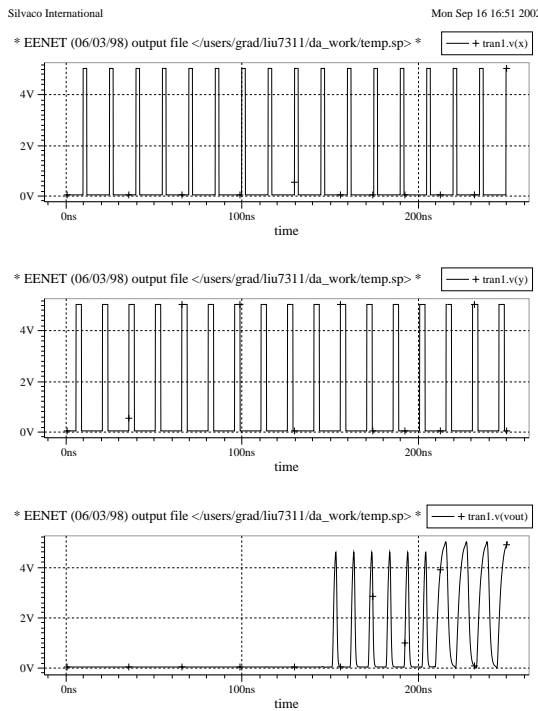 Silvaco International Mon Sep 16 16:51 2002
* EENET (06/03/98) output file </users/grad/liu7311/da_work/temp.sp> * + tran1.v(x)
4V
2V
0V
0ns 100ns 200ns
time
* EENET (06/03/98) output file </users/grad/liu7311/da_work/temp.sp> * + tran1.v(y)
4V
2V
0V
0ns 100ns 200ns
time
* EENET (06/03/98) output file </users/grad/liu7311/da_work/temp.sp> * + tran1.v(vout)
4V
2V
0V
0ns 100ns 200ns
time